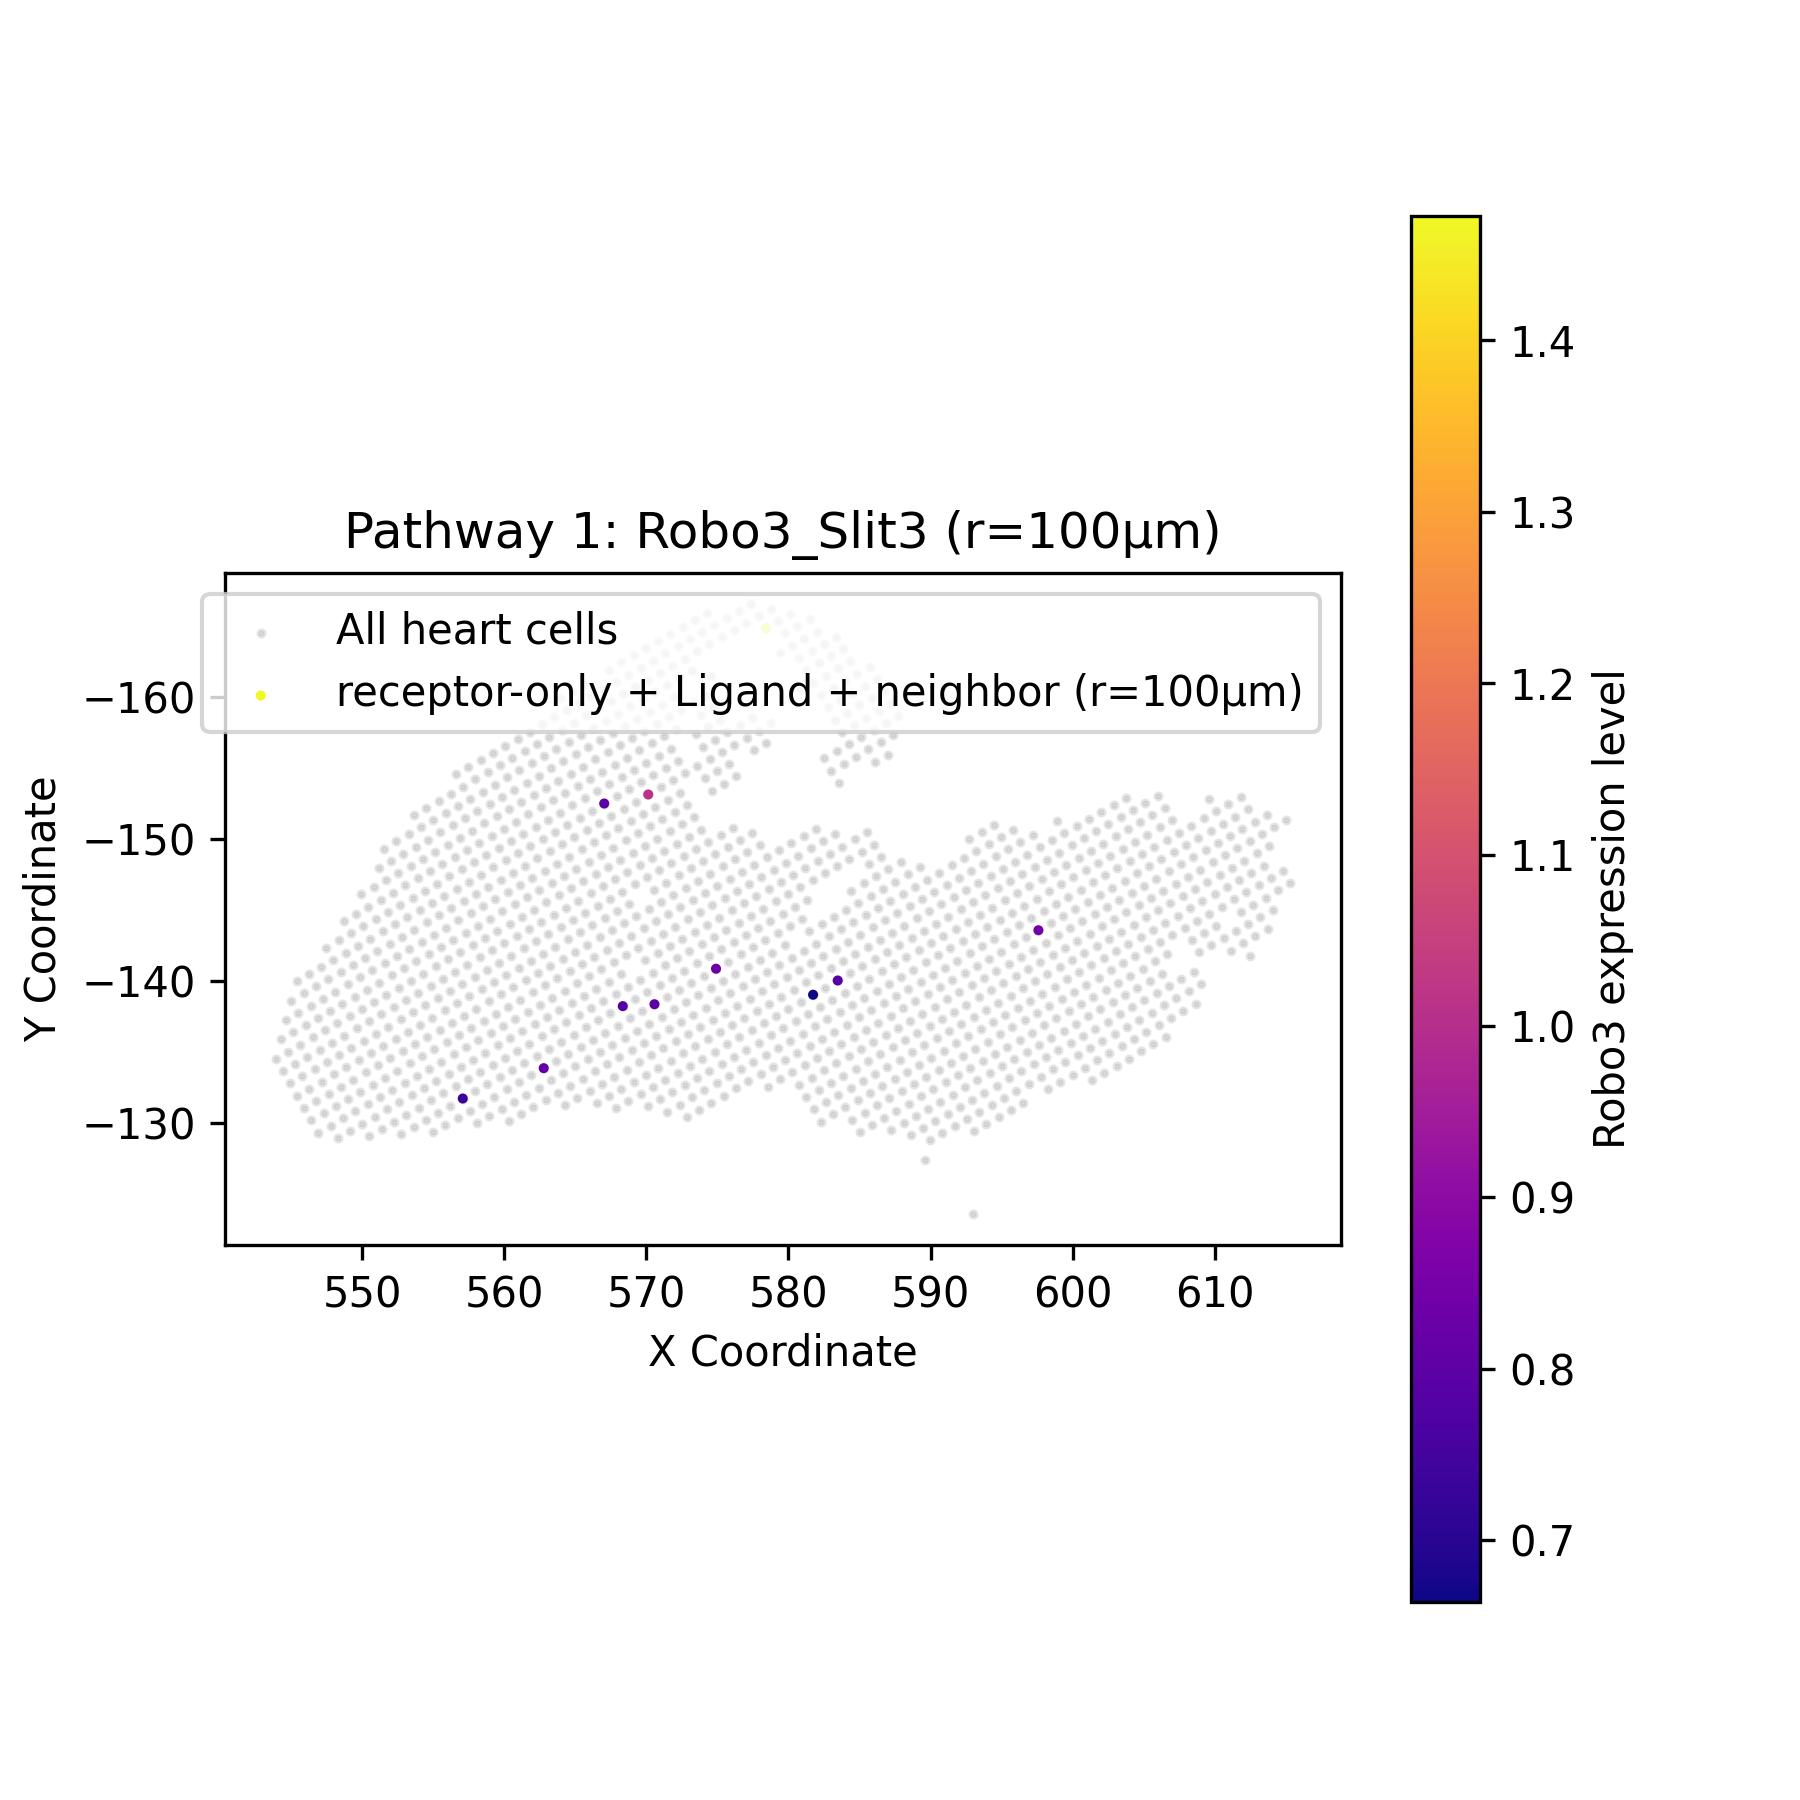 Pathway 1: Robo3_Slit3 (r=100μm)
All heart cells
receptor-only + Ligand + neighbor (r=100μm)
Y Coordinate
−160
−150
−140
−130
550 560 570 580 590 600 610
X Coordinate
1.4
1.3
1.2
1.1
1.0
0.9
0.8
0.7
Robo3 expression level